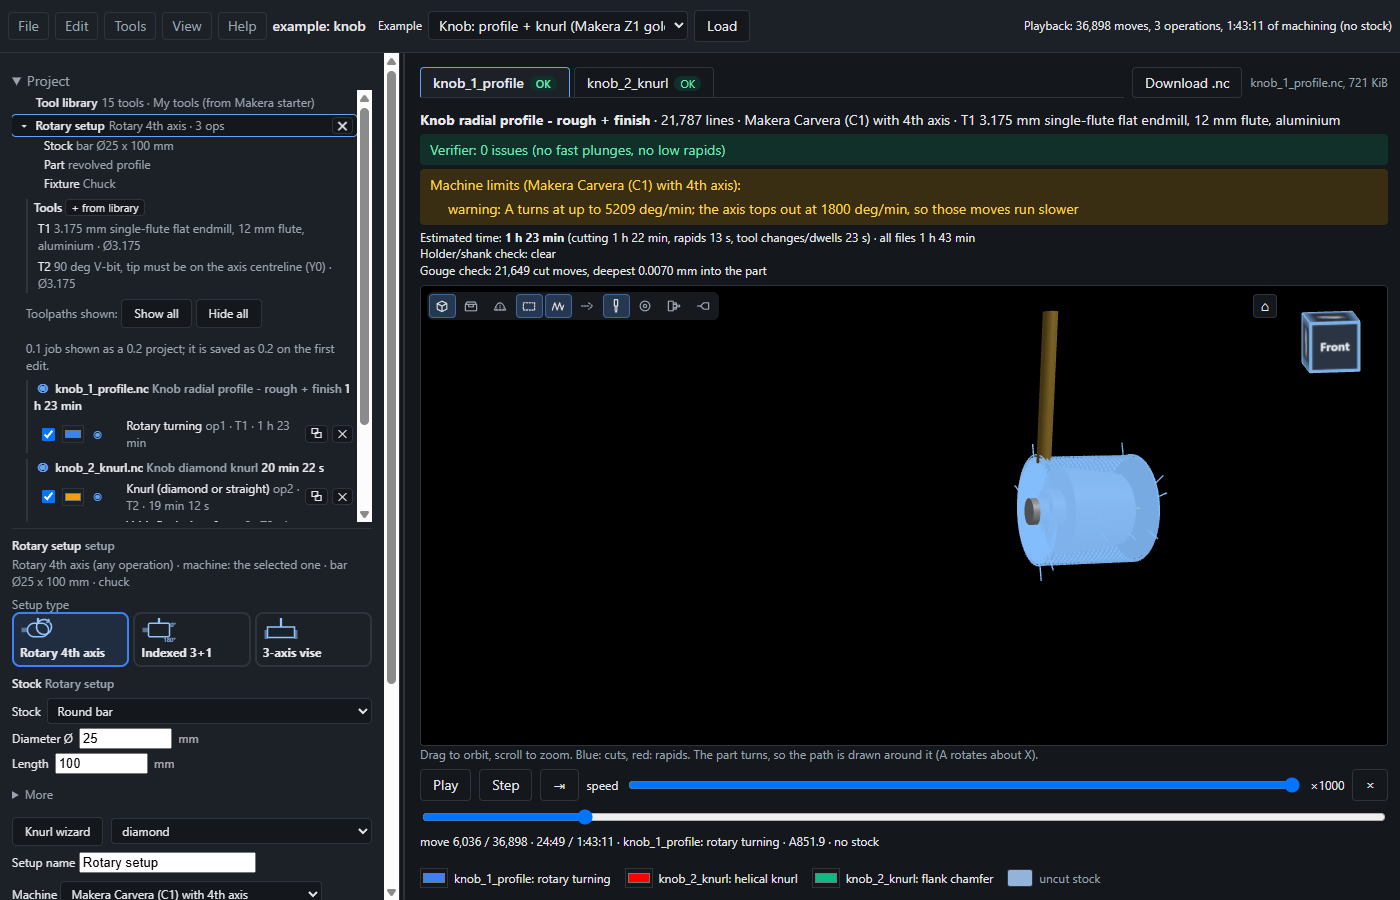 File Edit Tools View Help example: knob Example Knob: profile + knurl (Makera Z1 gol Load Playback: 36,898 moves, 3 operations, 1:43:11 of machining (no stock)
Project
Tool library 15 tools · My tools (from Makera starter)
Rotary setup Rotary 4th axis · 3 ops
Stock bar Ø25 x 100 mm
Part revolved profile
Fixture Chuck
Tools + from library
T1 3.175 mm single-flute flat endmill, 12 mm flute,
aluminium · Ø3.175
T2 90 deg V-bit, tip must be on the axis centreline (Y0) ·
Ø3.175
Toolpaths shown: Show all Hide all
0.1 job shown as a 0.2 project; it is saved as 0.2 on the first
edit.
knob_1_profile.nc Knob radial profile - rough + finish 1
h 23 min
Rotary turning op1 · T1 · 1 h 23
min
knob_2_knurl.nc Knob diamond knurl 20 min 22 s
Knurl (diamond or straight) op2 ·
T2 · 19 min 12 s
Rotary setup setup
Rotary 4th axis (any operation) · machine: the selected one · bar
Ø25 x 100 mm · chuck
Setup type
Rotary 4th axis Indexed 3+1 3-axis vise
Stock Rotary setup
Stock Round bar
Diameter Ø 25 mm
Length 100 mm
More
Knurl wizard diamond
Setup name Rotary setup
Machine Makera Carvera (C1) with 4th axis
knob_1_profile OK knob_2_knurl OK Download .nc knob_1_profile.nc, 721 KiB
Knob radial profile - rough + finish · 21,787 lines · Makera Carvera (C1) with 4th axis · T1 3.175 mm single-flute flat endmill, 12 mm flute, aluminium
Verifier: 0 issues (no fast plunges, no low rapids)
Machine limits (Makera Carvera (C1) with 4th axis):
warning: A turns at up to 5209 deg/min; the axis tops out at 1800 deg/min, so those moves run slower
Estimated time: 1 h 23 min (cutting 1 h 22 min, rapids 13 s, tool changes/dwells 23 s) · all files 1 h 43 min
Holder/shank check: clear
Gouge check: 21,649 cut moves, deepest 0.0070 mm into the part
Front
Drag to orbit, scroll to zoom. Blue: cuts, red: rapids. The part turns, so the path is drawn around it (A rotates about X).
Play Step ⇥ speed ×1000 ×
move 6,036 / 36,898 · 24:49 / 1:43:11 · knob_1_profile: rotary turning · A851.9 · no stock
knob_1_profile: rotary turning knob_2_knurl: helical knurl knob_2_knurl: flank chamfer uncut stock